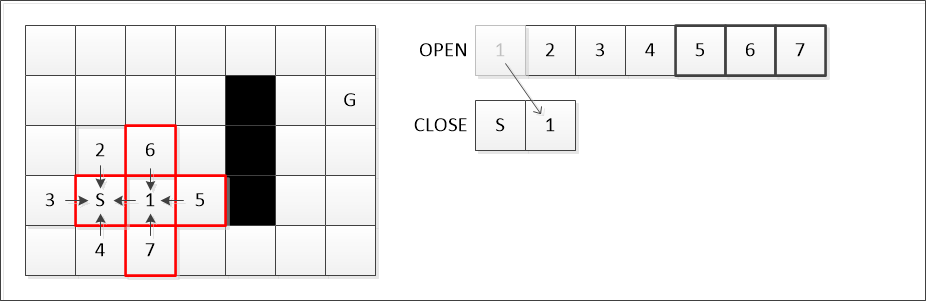 OPEN 1 2 3 4 5 6 7
G
CLOSE S 1
2 6
3 S 1 5
4 7